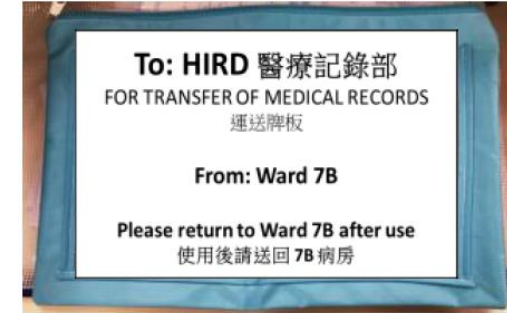 To: HIRD 醫療記錄部
FOR TRANSFER OF MEDICAL RECORDS
運送牌板
From: Ward 7B
Please return to Ward 7B after use
使用後請送回 7B 病房